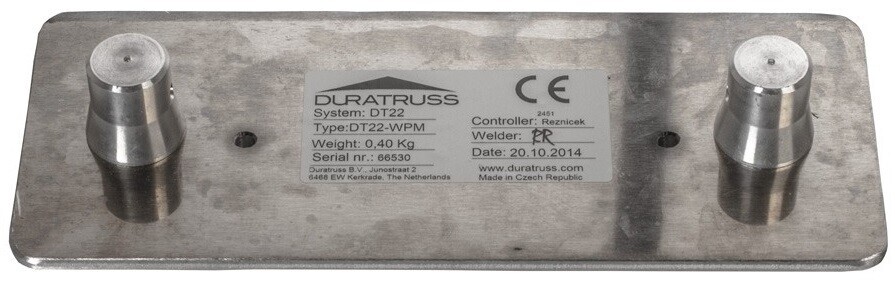 DURATRUSS
System: DT22
Type: DT22-WPM
Weight: 0,40 Kg
Serial nr.: 66530
Duratruss B.V., Junostraat 2
6468 EW Kerkrade, The Netherlands
CE
2451
Controller: Reznicek
Welder: RR
Date: 20.10.2014
www.duratruss.com
Made in Czech Republic